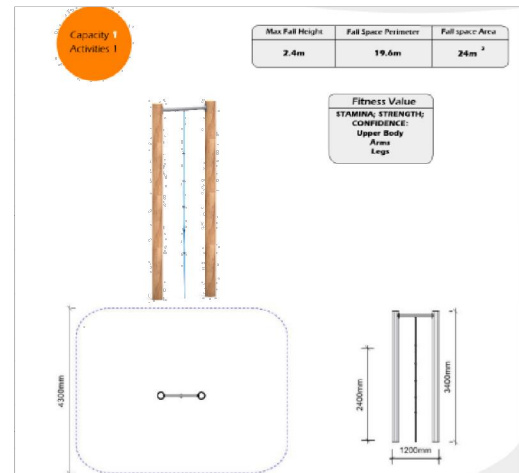 Capacity 1
Activities 1
Max Fall Height
Fall Space Perimeter
Fall space Area
2.4m
19.6m
24m ²
Fitness Value
STAMINA; STRENGTH;
CONFIDENCE:
Upper Body
Arms
Legs
4300mm
2400mm
3400mm
1200mm